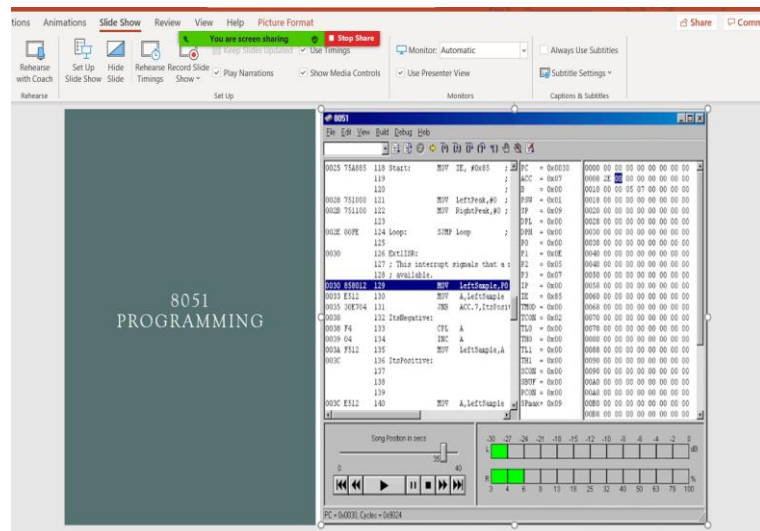 tions Animations Slide Show Review View Help Picture Format
Share Comm
You are screen sharing Stop Share
Rehearse with Coach
Set Up Slide Show
Hide Slide
Rehearse Timings
Record Slide Show
Keep Slides Updated
Play Narrations
Use Timings
Show Media Controls
Monitor: Automatic
Use Presenter View
Always Use Subtitles
Subtitle Settings
Rehearse
Set Up
Monitors
Captions & Subtitles
8051
PROGRAMMING
8051
File Edit View Build Debug Help
0025 75A885 118 Start: MOV IE, #0x85 ;
119 ;
120 ;
0028 751000 121 MOV LeftPeak,#0 ;
002B 751100 122 MOV RightPeak,#0 ;
123
002E 80FE 124 Loop: SJMP Loop ;
125
0030 126 Ext1ISR:
127 ; This interrupt signals that a
128 ; available.
0030 858012 129 MOV LeftSample,P0
0033 E512 130 MOV A,LeftSample
0035 30E704 131 JNB ACC.7,ItsPosit
0038 132 ItsNegative:
0038 F4 133 CPL A
0039 04 134 INC A
003A F512 135 MOV LeftSample,A
003C 136 ItsPositive:
137
138
139
003C E512 140 MOV A,LeftSample
PC = 0x0030
ACC = 0x07
B = 0x00
PSW = 0x01
SP = 0x09
DPL = 0x00
DPH = 0x00
P0 = 0x00
P1 = 0x0E
P2 = 0x05
P3 = 0x07
IP = 0x00
IE = 0x85
TMOD = 0x00
TCON = 0x02
TL0 = 0x00
TH0 = 0x00
TL1 = 0x00
TH1 = 0x00
SCON = 0x00
SBUF = 0x00
PCON = 0x00
SPmax= 0x09
0000 00 00 00 00 00 00 00 00
0008 2E 00 00 00 00 00 00 00
0010 00 00 05 07 00 00 00 00
0018 00 00 00 00 00 00 00 00
0020 00 00 00 00 00 00 00 00
0028 00 00 00 00 00 00 00 00
0030 00 00 00 00 00 00 00 00
0038 00 00 00 00 00 00 00 00
0040 00 00 00 00 00 00 00 00
0048 00 00 00 00 00 00 00 00
0050 00 00 00 00 00 00 00 00
0058 00 00 00 00 00 00 00 00
0060 00 00 00 00 00 00 00 00
0068 00 00 00 00 00 00 00 00
0070 00 00 00 00 00 00 00 00
0078 00 00 00 00 00 00 00 00
0080 00 00 00 00 00 00 00 00
0088 00 00 00 00 00 00 00 00
0090 00 00 00 00 00 00 00 00
0098 00 00 00 00 00 00 00 00
00A0 00 00 00 00 00 00 00 00
00A8 00 00 00 00 00 00 00 00
00B0 00 00 00 00 00 00 00 00
00B8 00 00 00 00 00 00 00 00
Song Position in secs
39
0 40
-30 -27 -24 -21 -18 -15 -12 -10 -8 -6 -4 -2 0
L dB
R %
3 4 6 9 13 18 25 32 40 50 63 79 100
PC = 0x0030, Cycles = 0x9024